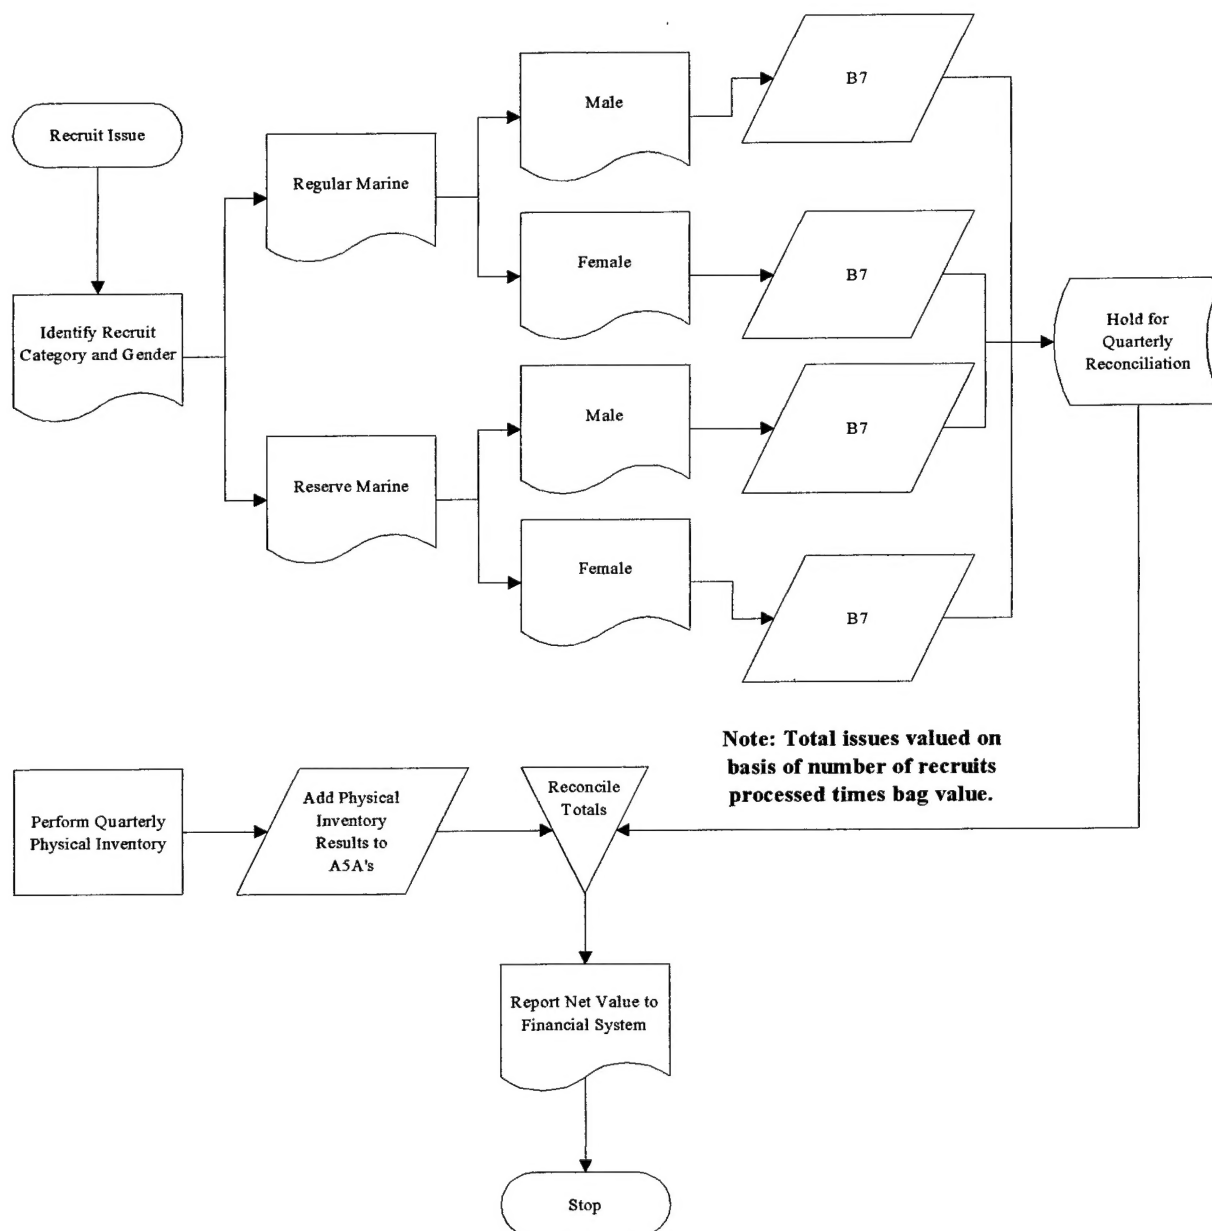 Recruit Issue
Identify Recruit
Category and Gender
Regular Marine
Reserve Marine
Male
Female
Male
Female
B7
B7
B7
B7
Hold for
Quarterly
Reconciliation
Note: Total issues valued on
basis of number of recruits
processed times bag value.
Perform Quarterly
Physical Inventory
Add Physical
Inventory
Results to
A5A's
Reconcile
Totals
Report Net Value to
Financial System
Stop